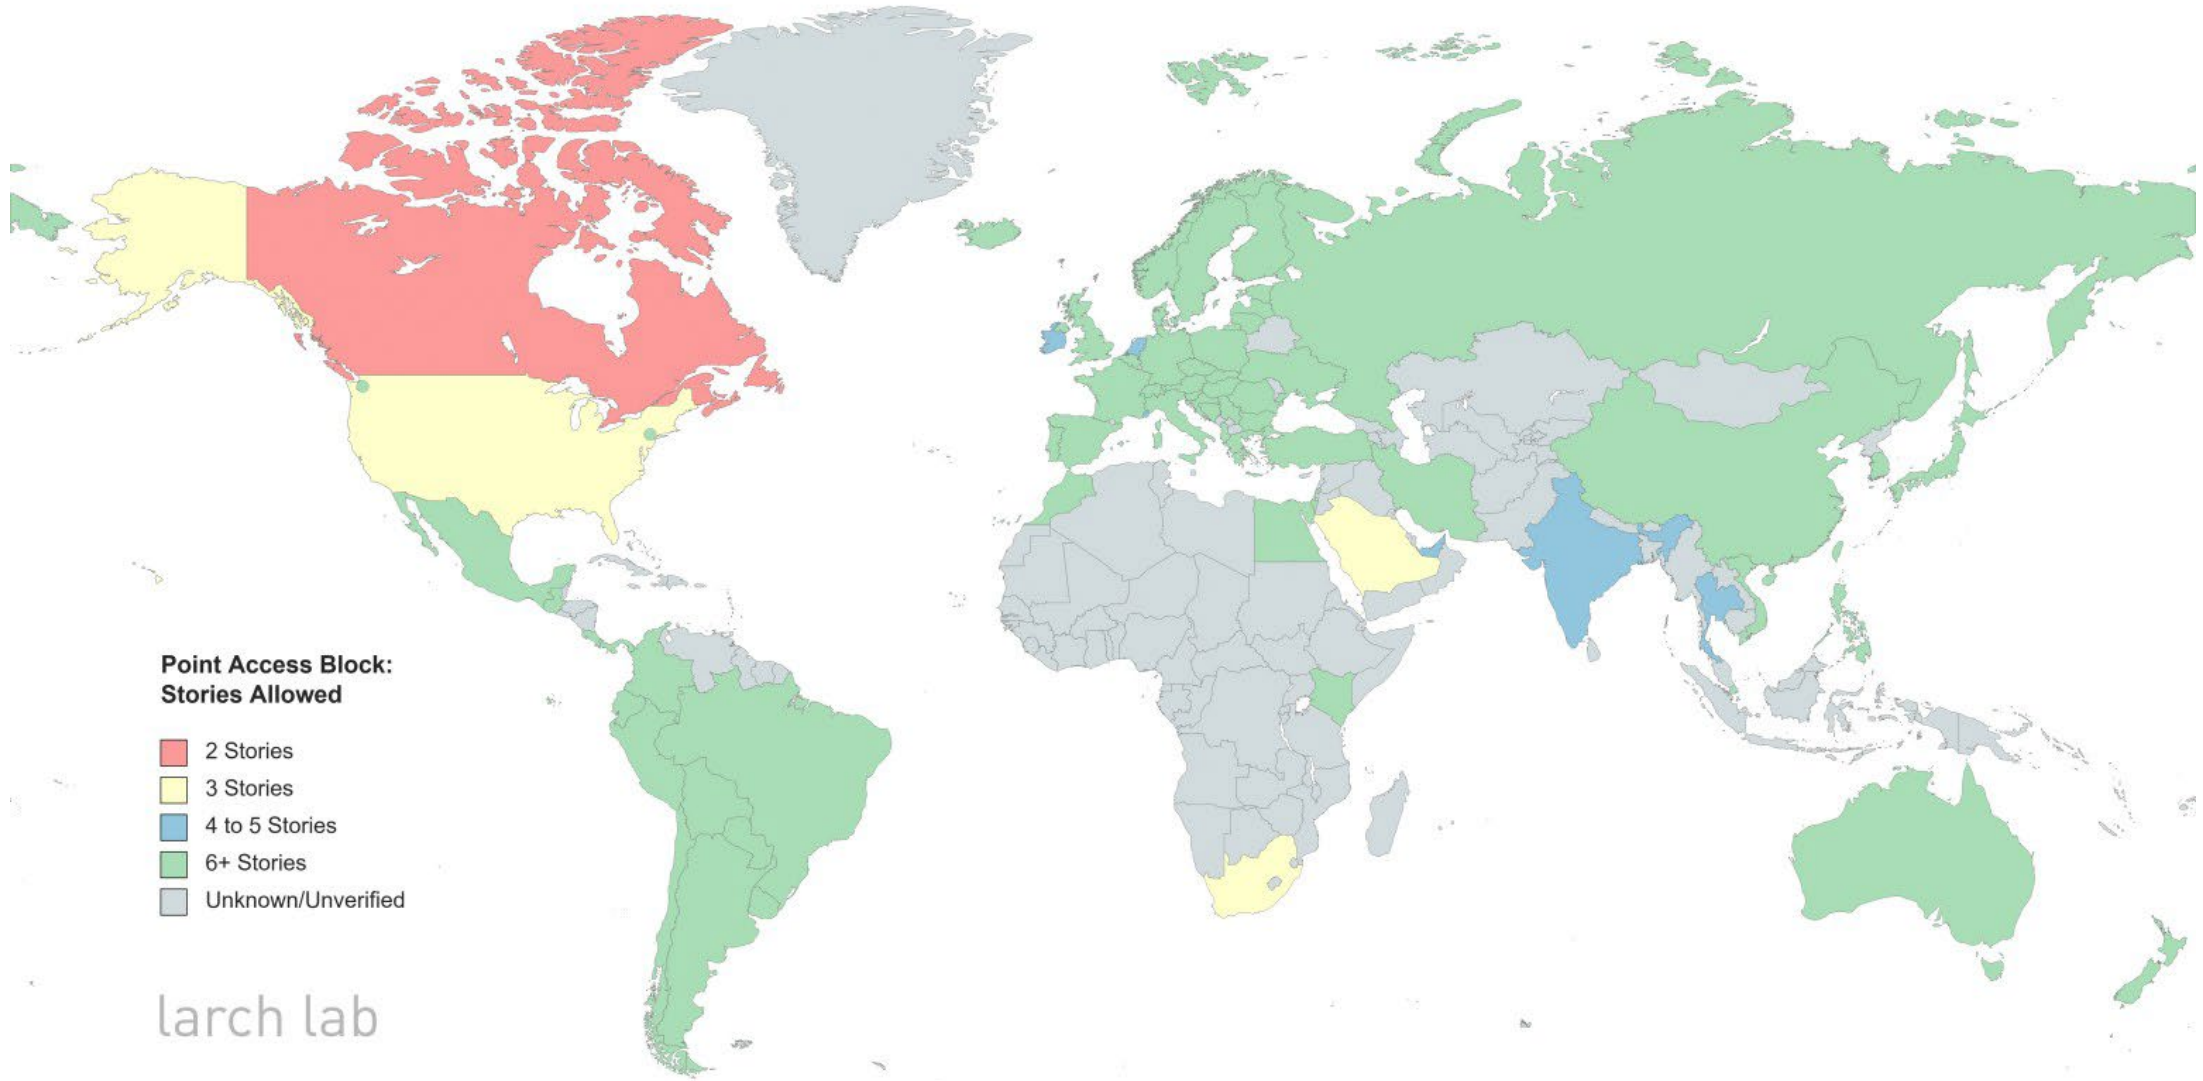 Point Access Block:
Stories Allowed
2 Stories
3 Stories
4 to 5 Stories
6+ Stories
Unknown/Unverified
larch lab